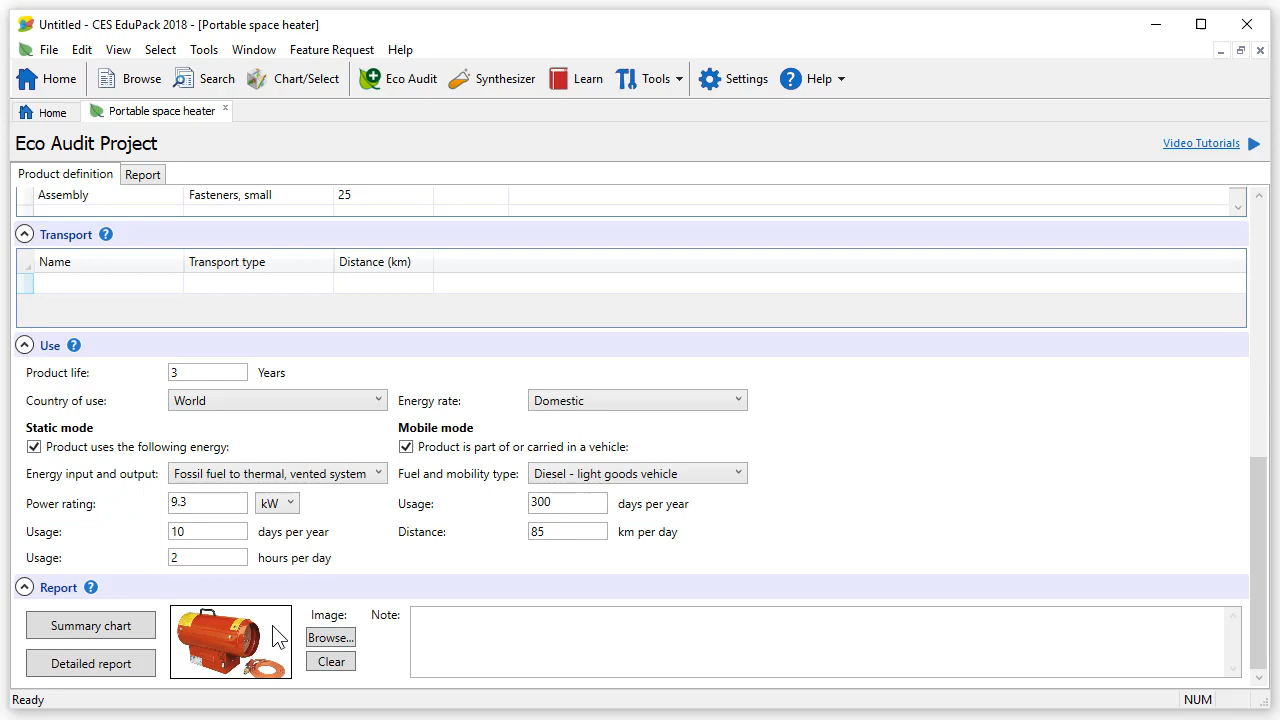 Untitled - CES EduPack 2018 - [Portable space heater]
File Edit View Select Tools Window Feature Request Help
Home Browse Search Chart/Select Eco Audit Synthesizer Learn Tools Settings Help
Home Portable space heater
Eco Audit Project Video Tutorials
Product definition Report
Assembly Fasteners, small 25
Transport
Name Transport type Distance (km)
Use
Product life: 3 Years
Country of use: World Energy rate: Domestic
Static mode Mobile mode
Product uses the following energy: Product is part of or carried in a vehicle:
Energy input and output: Fossil fuel to thermal, vented system Fuel and mobility type: Diesel - light goods vehicle
Power rating: 9.3 kW Usage: 300 days per year
Usage: 10 days per year Distance: 85 km per day
Usage: 2 hours per day
Report
Summary chart Image: Note:
Browse...
Detailed report Clear
Ready NUM